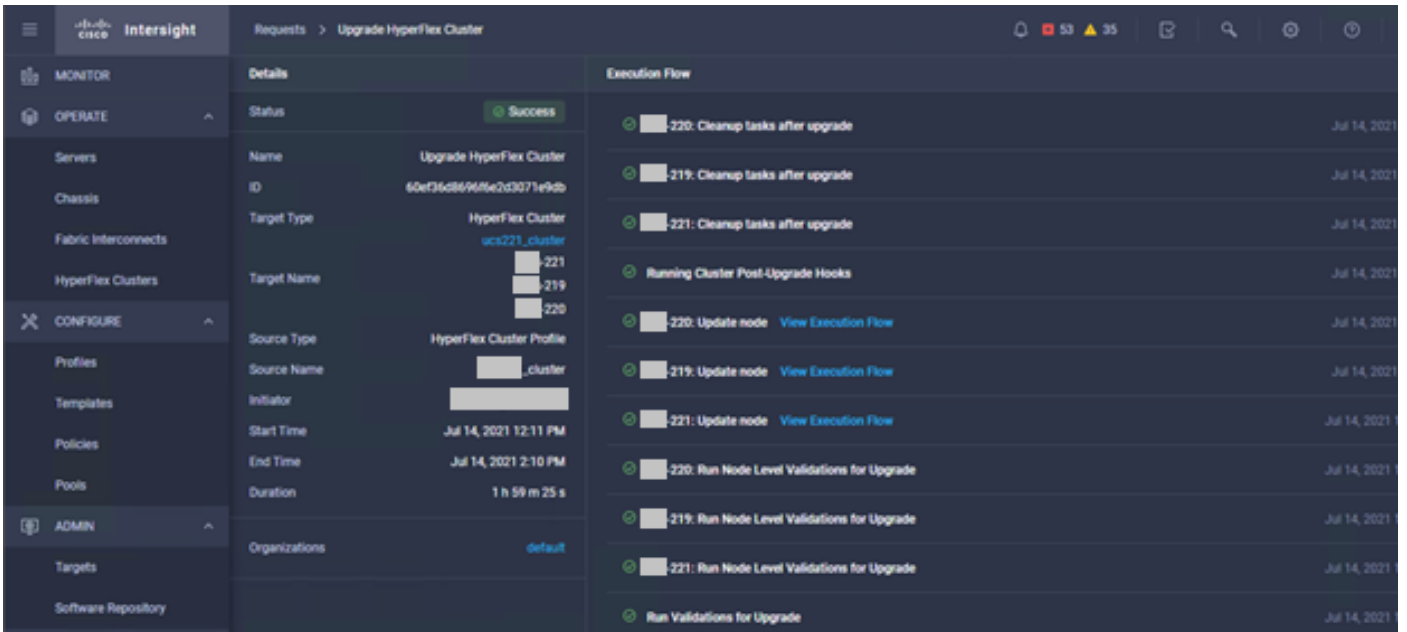 cisco Intersight
Requests > Upgrade HyperFlex Cluster
53 35
MONITOR
OPERATE
Servers
Chassis
Fabric Interconnects
HyperFlex Clusters
CONFIGURE
Profiles
Templates
Policies
Pools
ADMIN
Targets
Software Repository
Details
Status Success
Name Upgrade HyperFlex Cluster
ID
Target Type HyperFlex Cluster
ucs221_cluster
-221
Target Name -219
-220
Source Type HyperFlex Cluster Profile
Source Name _cluster
Initiator
Start Time Jul 14, 2021 12:11 PM
End Time Jul 14, 2021 2:10 PM
Duration 1 h 59 m 25 s
Organizations default
Execution Flow
-220: Cleanup tasks after upgrade Jul 14, 2021
-219: Cleanup tasks after upgrade Jul 14, 2021
-221: Cleanup tasks after upgrade Jul 14, 2021
Running Cluster Post-Upgrade Hooks Jul 14, 2021
-220: Update node View Execution Flow Jul 14, 2021
-219: Update node View Execution Flow Jul 14, 2021
-221: Update node View Execution Flow Jul 14, 2021 1
-220: Run Node Level Validations for Upgrade Jul 14, 2021 1
-219: Run Node Level Validations for Upgrade Jul 14, 2021 1
-221: Run Node Level Validations for Upgrade Jul 14, 2021 1
Run Validations for Upgrade Jul 14, 2021 1